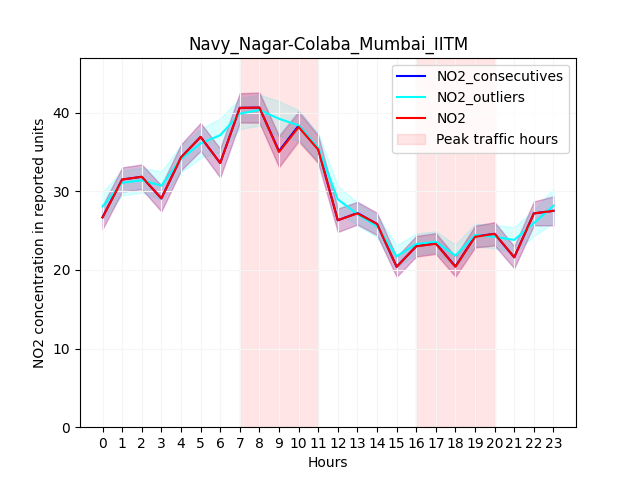 Navy_Nagar-Colaba_Mumbai_IITM
NO2 concentration in reported units
40
30
20
10
0
NO2_consecutives
NO2_outliers
NO2
Peak traffic hours
0 1 2 3 4 5 6 7 8 9 10 11 12 13 14 15 16 17 18 19 20 21 22 23
Hours